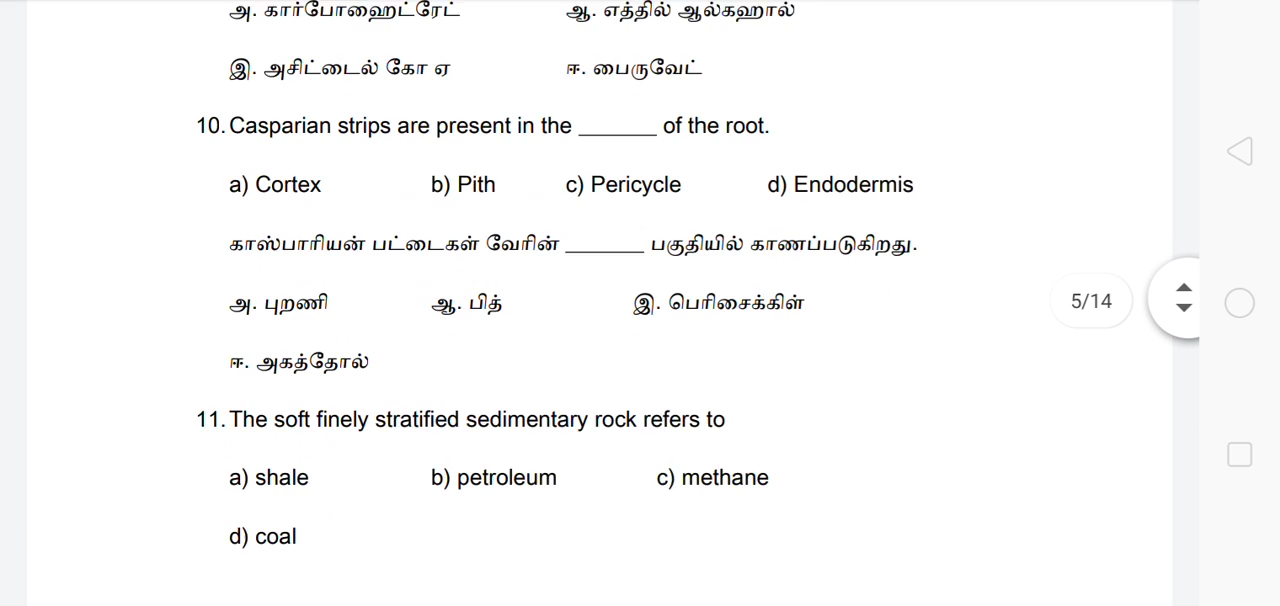 அ. கார்போஹைட்ரேட் ஆ. எத்தில் ஆல்கஹால்
இ. அசிட்டைல் கோ ஏ ஈ. பைருவேட்
10. Casparian strips are present in the ______ of the root.
a) Cortex b) Pith c) Pericycle d) Endodermis
காஸ்பாரியன் பட்டைகள் வேரின் ______ பகுதியில் காணப்படுகிறது.
அ. புறணி ஆ. பித் இ. பெரிசைக்கிள்
ஈ. அகத்தோல்
5/14
11. The soft finely stratified sedimentary rock refers to
a) shale b) petroleum c) methane
d) coal